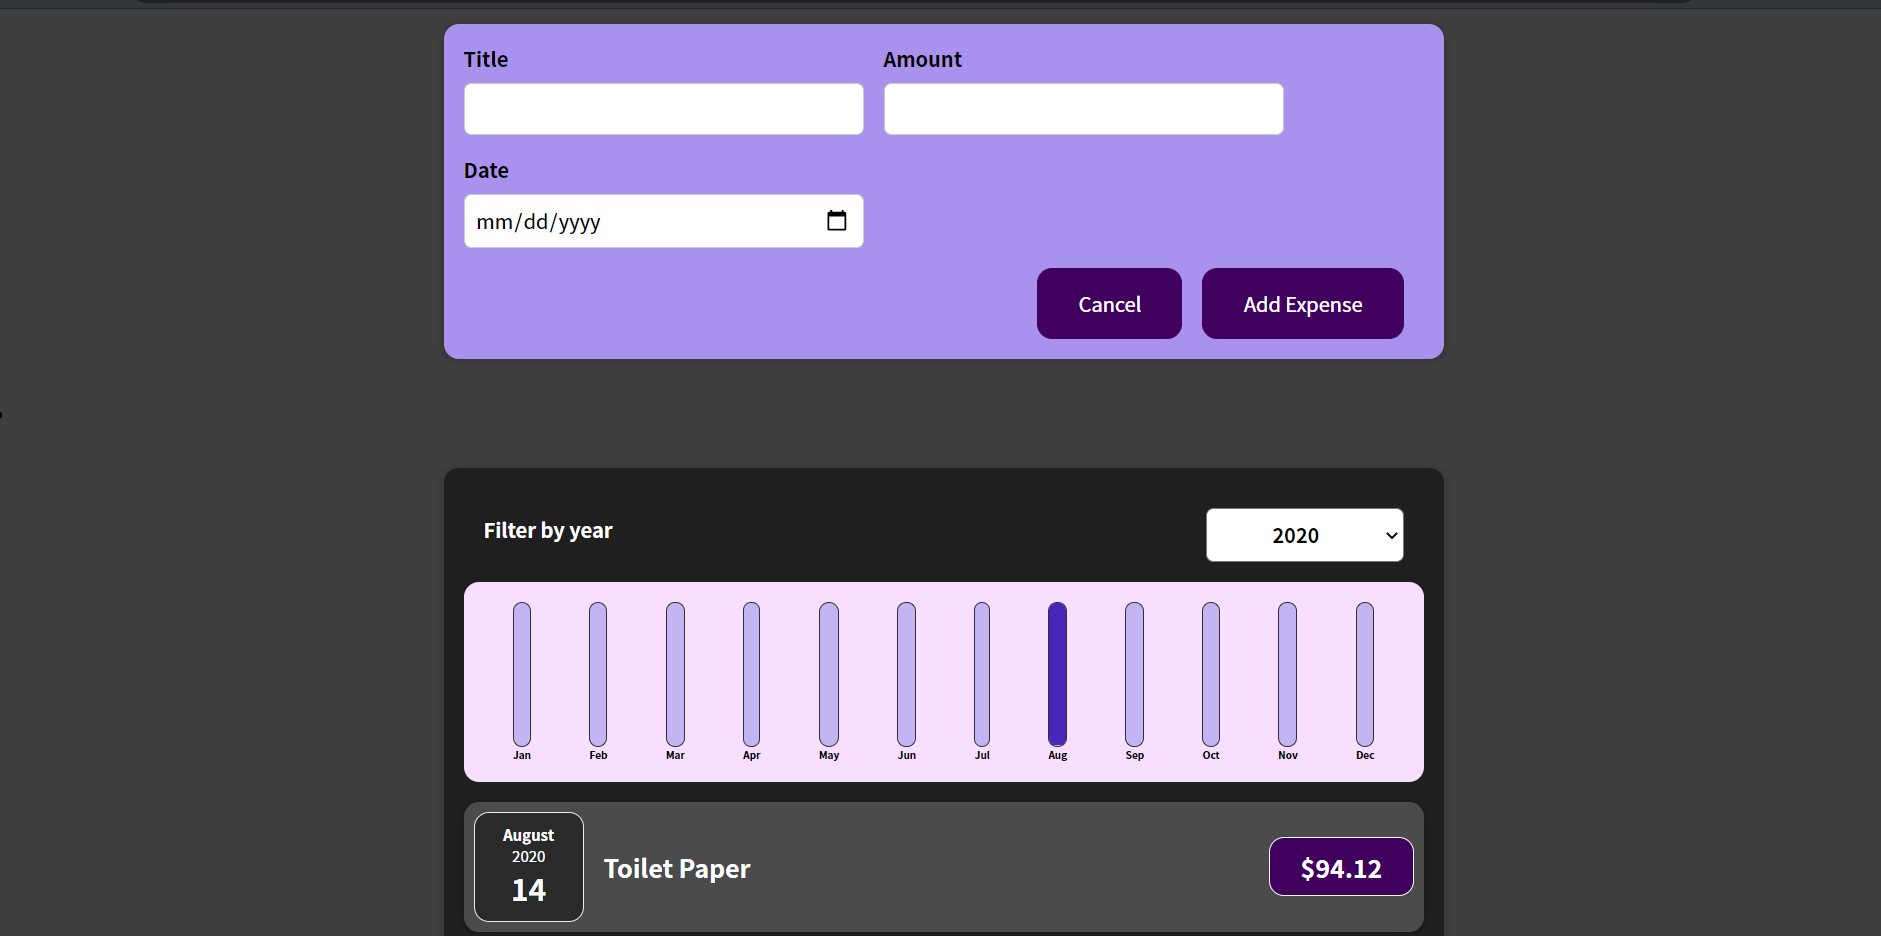 Title
Amount
Date
mm/dd/yyyy
Cancel
Add Expense
Filter by year
2020
Jan
Feb
Mar
Apr
May
Jun
Jul
Aug
Sep
Oct
Nov
Dec
August
2020
14
Toilet Paper
$94.12